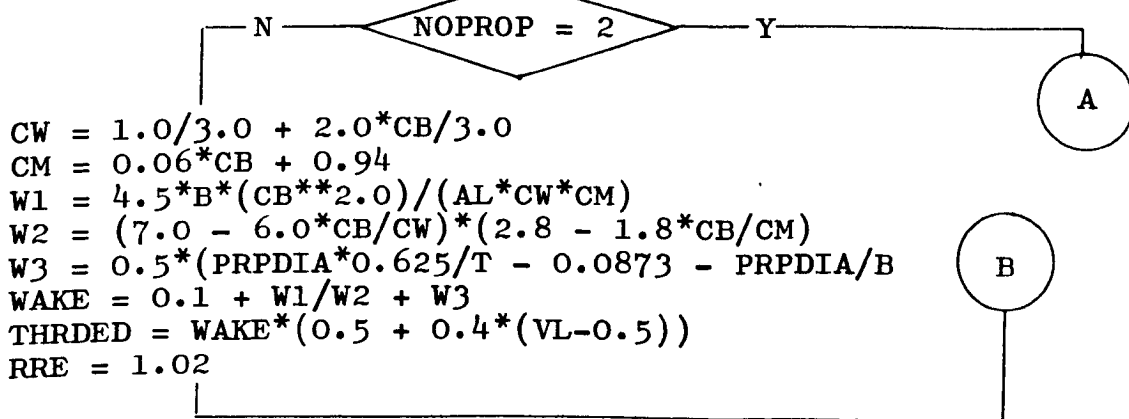 N NOPROP = 2 Y
A
CW = 1.0/3.0 + 2.0*CB/3.0
CM = 0.06*CB + 0.94
W1 = 4.5*B*(CB**2.0)/(AL*CW*CM)
W2 = (7.0 - 6.0*CB/CW)*(2.8 - 1.8*CB/CM)
W3 = 0.5*(PRPDIA*0.625/T - 0.0873 - PRPDIA/B
B
WAKE = 0.1 + W1/W2 + W3
THRDED = WAKE*(0.5 + 0.4*(VL-0.5))
RRE = 1.02